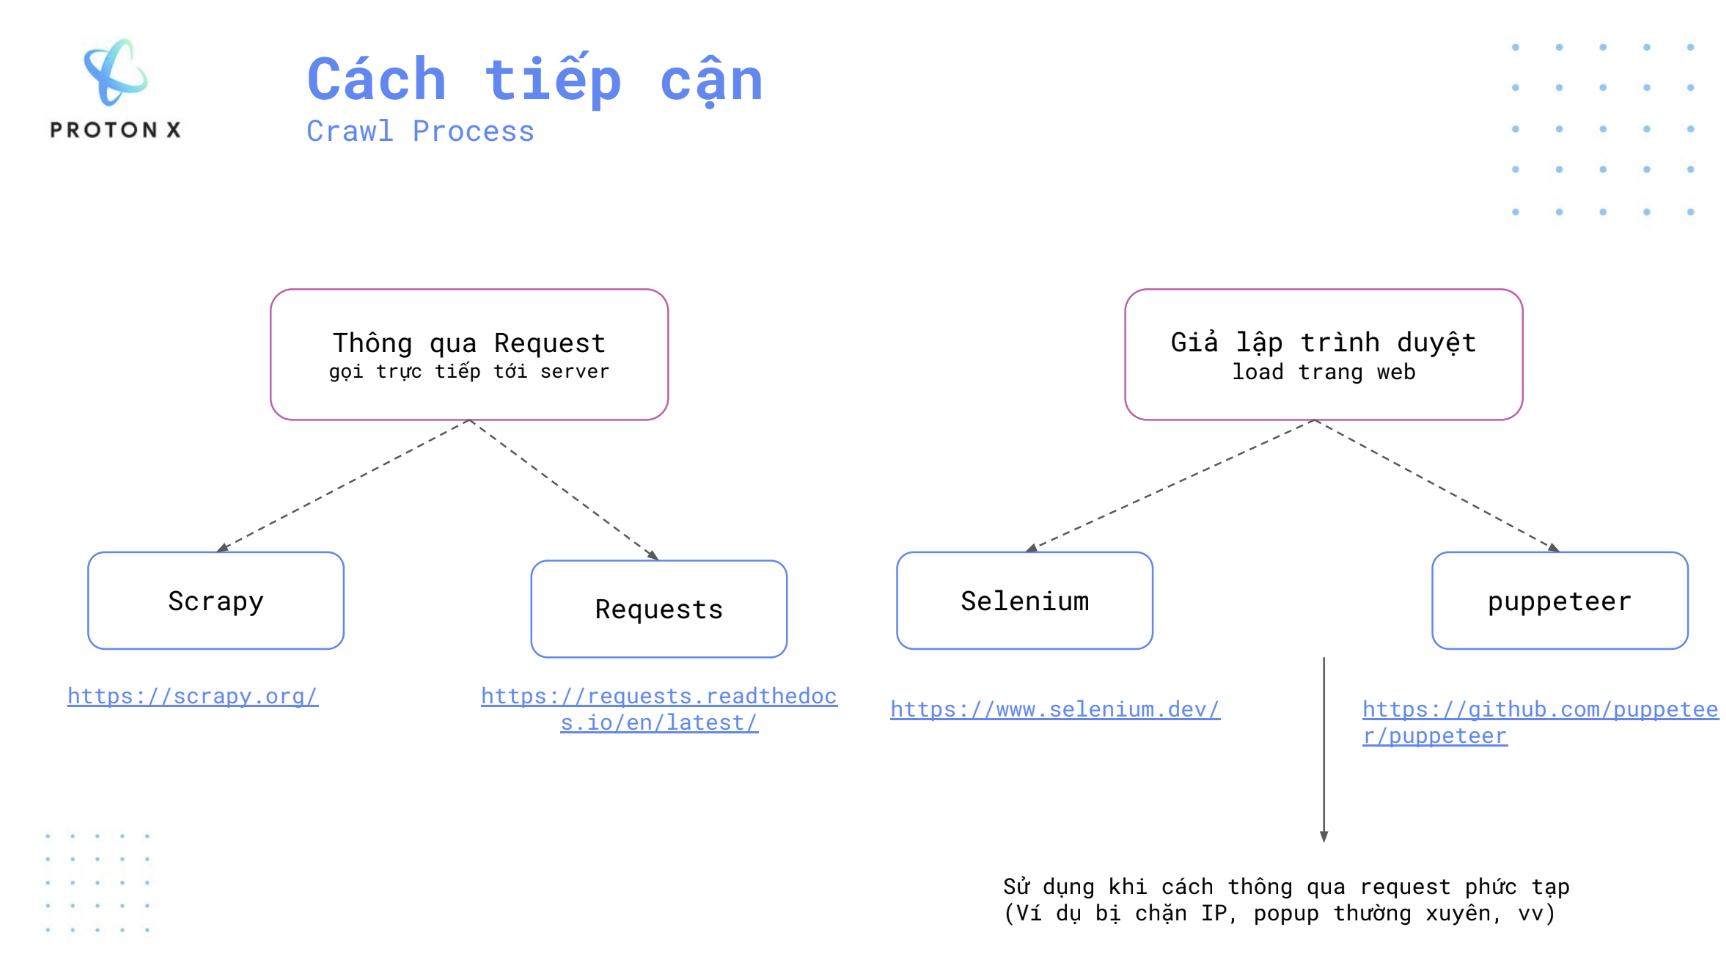 PROTON X
Cách tiếp cận
Crawl Process
Thông qua Request
gọi trực tiếp tới server
Giả lập trình duyệt
load trang web
Scrapy
Requests
Selenium
puppeteer
https://scrapy.org/
https://requests.readthedoc
s.io/en/latest/
https://www.selenium.dev/
https://github.com/puppetee
r/puppeteer
Sử dụng khi cách thông qua request phức tạp
(Ví dụ bị chặn IP, popup thường xuyên, vv)